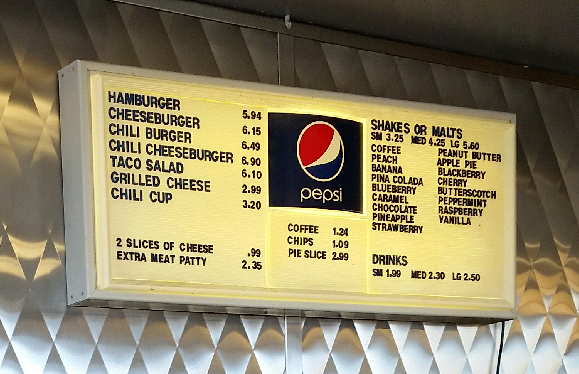 HAMBURGER 5.94
CHEESEBURGER 6.15
CHILI BURGER 6.49
CHILI CHEESEBURGER 6.90
TACO SALAD 6.10
GRILLED CHEESE 2.99
CHILI CUP 3.20
2 SLICES OF CHEESE .99
EXTRA MEAT PATTY 2.35
pepsi
COFFEE 1.24
CHIPS 1.09
PIE SLICE 2.99
SHAKES OR MALTS
SM 3.25 MED 4.25 LG 5.60
COFFEE PEANUT BUTTER
PEACH APPLE PIE
BANANA BLACKBERRY
PINA COLADA CHERRY
BLUEBERRY BUTTERSCOTCH
CARAMEL PEPPERMINT
CHOCOLATE RASPBERRY
PINEAPPLE VANILLA
STRAWBERRY
DRINKS
SM 1.99 MED 2.30 LG 2.50